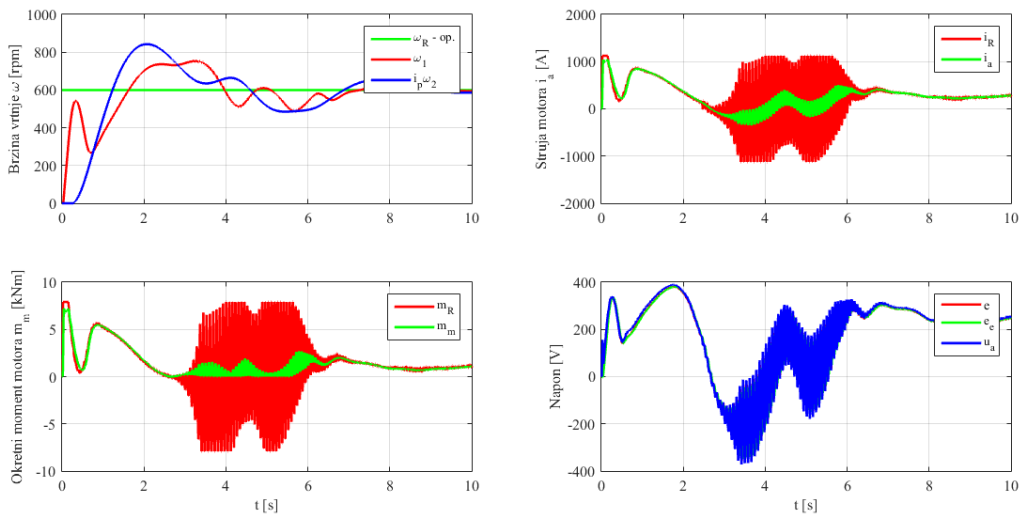 1000
800
600
400
200
0
0 2 4 6 8 10
Brzina vrtnje ω [rpm]
ω_R - op.
ω_1
i_pω_2
2000
1000
0
-1000
-2000
0 2 4 6 8 10
Struja motora i_a [A]
i_R
i_a
10
5
0
-5
-10
0 2 4 6 8 10
Okretni moment motora m_m [kNm]
t [s]
m_R
m_m
400
200
0
-200
-400
0 2 4 6 8 10
Napon [V]
t [s]
e
e_e
u_a